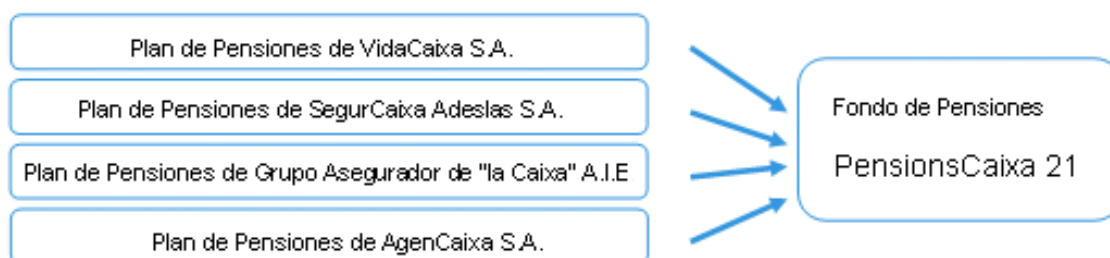 Plan de Pensiones de VidaCaixa S.A.
Plan de Pensiones de SegurCaixa Adeslas S.A.
Plan de Pensiones de Grupo Asegurador de "la Caixa" A.I.E
Plan de Pensiones de AgenCaixa S.A.
Fondo de Pensiones
PensionsCaixa 21